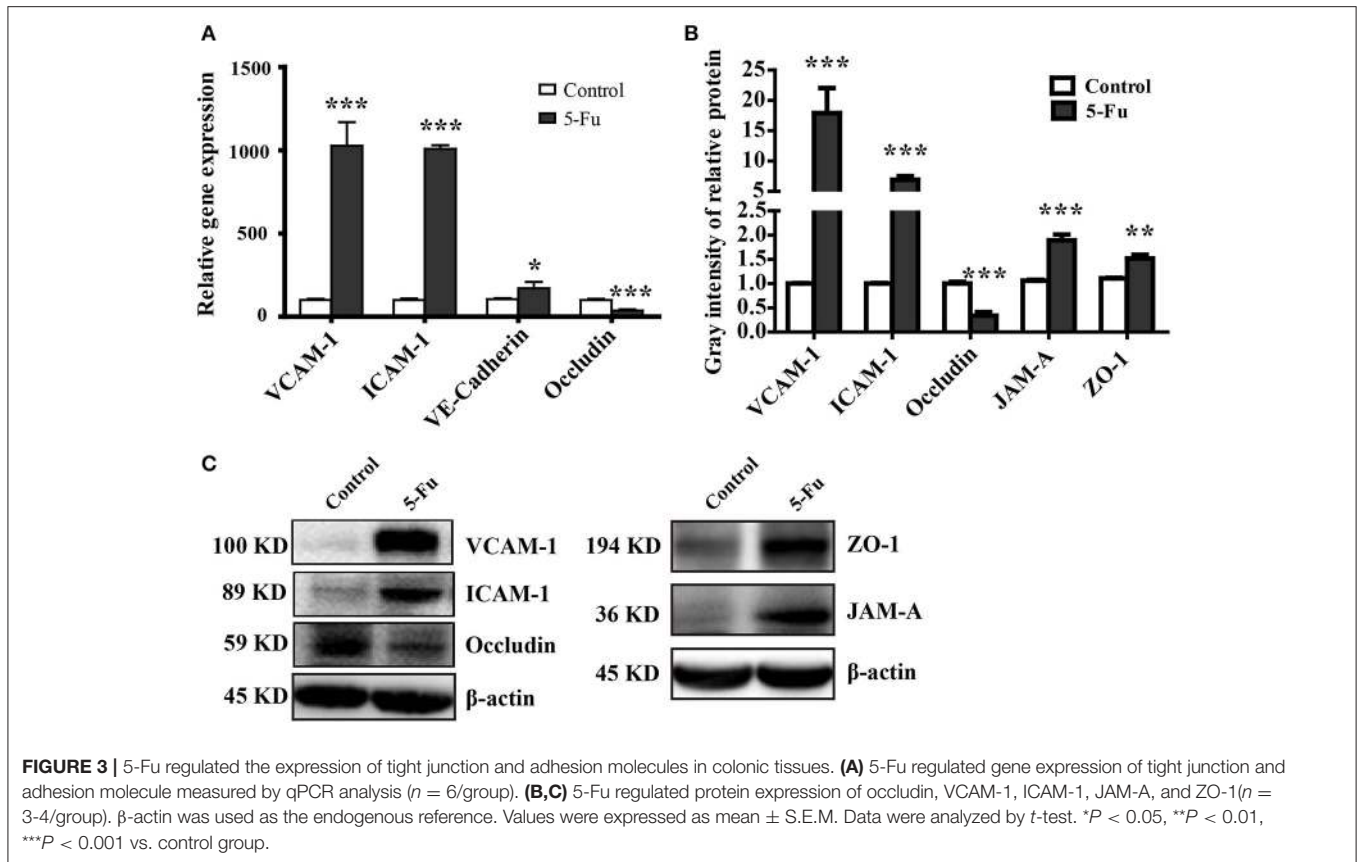 A
Relative gene expression
1500
1000
500
0
Control
5-Fu
***
***
*
***
VCAM-1
ICAM-1
VE-Cadherin
Occludin
B
Gray intensity of relative protein
25
20
15
10
5
2.5
2.0
1.5
1.0
0.5
0.0
Control
5-Fu
***
***
***
***
**
VCAM-1
ICAM-1
Occludin
JAM-A
ZO-1
C
Control
5-Fu
100 KD
VCAM-1
89 KD
ICAM-1
59 KD
Occludin
45 KD
β-actin
Control
5-Fu
194 KD
ZO-1
36 KD
JAM-A
45 KD
β-actin
FIGURE 3 | 5-Fu regulated the expression of tight junction and adhesion molecules in colonic tissues. (A) 5-Fu regulated gene expression of tight junction and
adhesion molecule measured by qPCR analysis (n = 6/group). (B,C) 5-Fu regulated protein expression of occludin, VCAM-1, ICAM-1, JAM-A, and ZO-1(n =
3-4/group). β-actin was used as the endogenous reference. Values were expressed as mean ± S.E.M. Data were analyzed by t-test. *P < 0.05, **P < 0.01,
***P < 0.001 vs. control group.